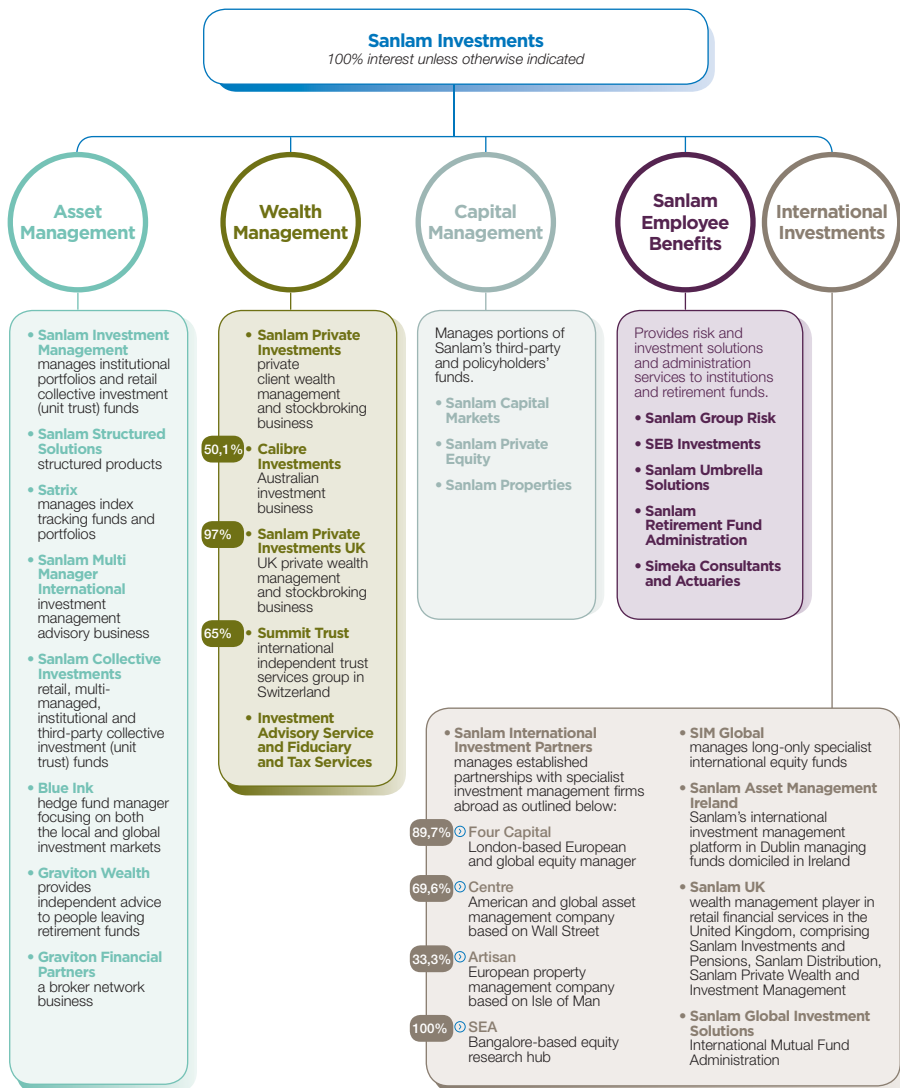 Sanlam Investments
100% interest unless otherwise indicated
Asset
Management
Wealth
Management
Capital
Management
Sanlam
Employee
Benefits
International
Investments
• Sanlam Investment
Management
manages institutional
portfolios and retail
collective investment
(unit trust) funds
• Sanlam Structured
Solutions
structured products
• Satrix
manages index
tracking funds and
portfolios
• Sanlam Multi
Manager
International
investment
management
advisory business
• Sanlam Collective
Investments
retail, multi-
managed,
institutional and
third-party collective
investment (unit
trust) funds
• Blue Ink
hedge fund manager
focusing on both
the local and global
investment markets
• Graviton Wealth
provides
independent advice
to people leaving
retirement funds
• Graviton Financial
Partners
a broker network
business
• Sanlam Private
Investments
private
client wealth
management
and stockbroking
business
50,1% • Calibre
Investments
Australian
investment
business
97% • Sanlam Private
Investments UK
UK private wealth
management
and stockbroking
business
65% • Summit Trust
international
independent trust
services group in
Switzerland
• Investment
Advisory Service
and Fiduciary
and Tax Services
Manages portions of
Sanlam's third-party
and policyholders'
funds.
• Sanlam Capital
Markets
• Sanlam Private
Equity
• Sanlam Properties
Provides risk and
investment solutions
and administration
services to institutions
and retirement funds.
• Sanlam Group Risk
• SEB Investments
• Sanlam Umbrella
Solutions
• Sanlam
Retirement Fund
Administration
• Simeka Consultants
and Actuaries
• Sanlam International
Investment Partners
manages established
partnerships with specialist
investment management firms
abroad as outlined below:
89,7% Four Capital
London-based European
and global equity manager
69,6% Centre
American and global asset
management company
based on Wall Street
33,3% Artisan
European property
management company
based on Isle of Man
100% SEA
Bangalore-based equity
research hub
• SIM Global
manages long-only specialist
international equity funds
• Sanlam Asset Management
Ireland
Sanlam's international
investment management
platform in Dublin managing
funds domiciled in Ireland
• Sanlam UK
wealth management player in
retail financial services in the
United Kingdom, comprising
Sanlam Investments and
Pensions, Sanlam Distribution,
Sanlam Private Wealth and
Investment Management
• Sanlam Global Investment
Solutions
International Mutual Fund
Administration